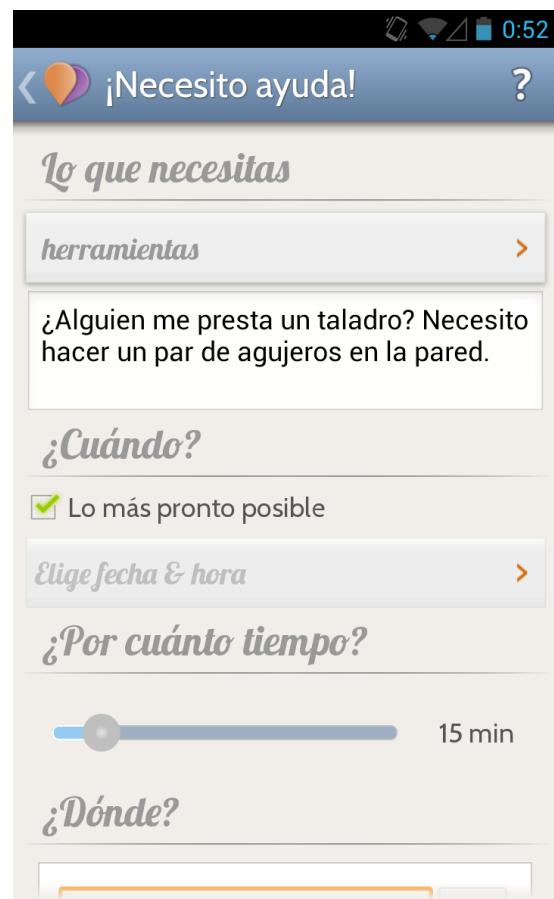 0:52
¡Necesito ayuda!
?
Lo que necesitas
herramientas
¿Alguien me presta un taladro? Necesito
hacer un par de agujeros en la pared.
¿Cuándo?
Lo más pronto posible
Elige fecha & hora
¿Por cuánto tiempo?
15 min
¿Dónde?